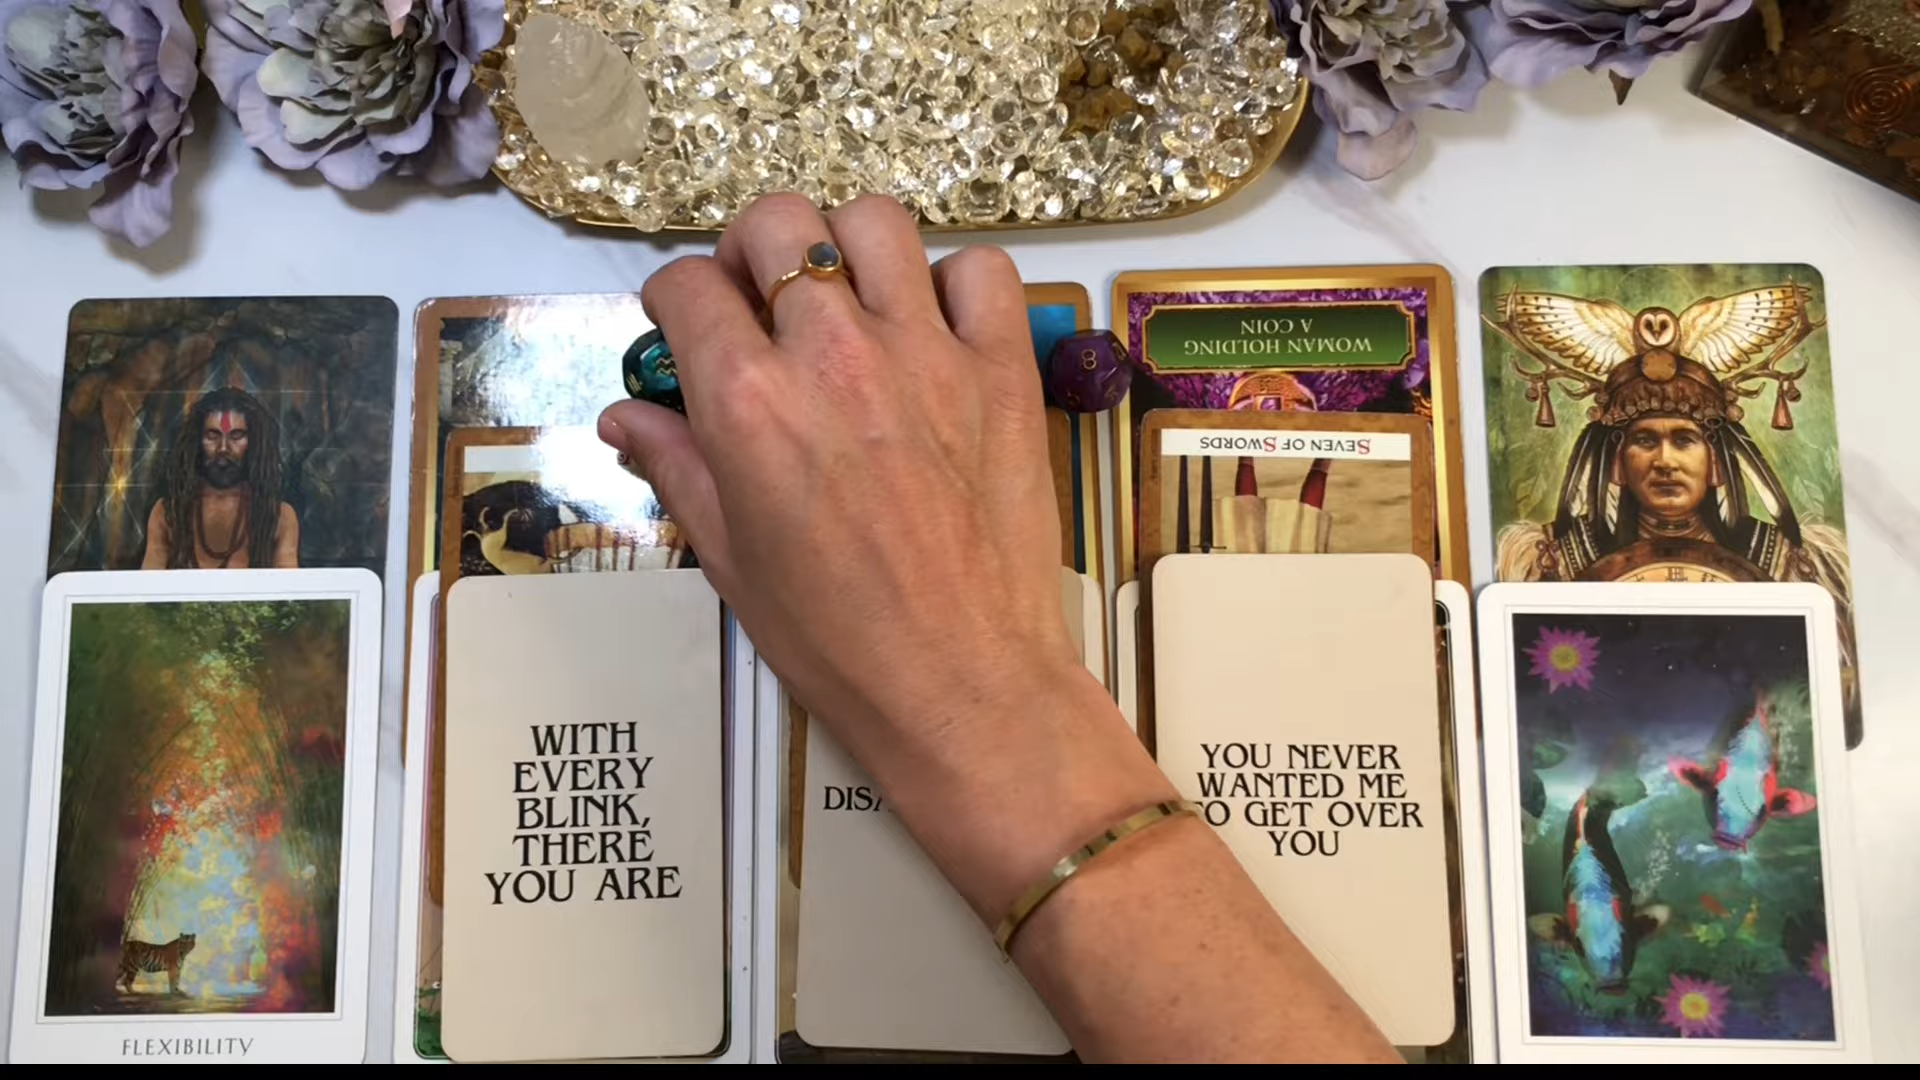 WOMAN HOLDING
A COIN
8
SEVEN OF SWORDS
WITH
EVERY
BLINK,
THERE
YOU ARE
YOU NEVER
WANTED ME
TO GET OVER
YOU
FLEXIBILITY